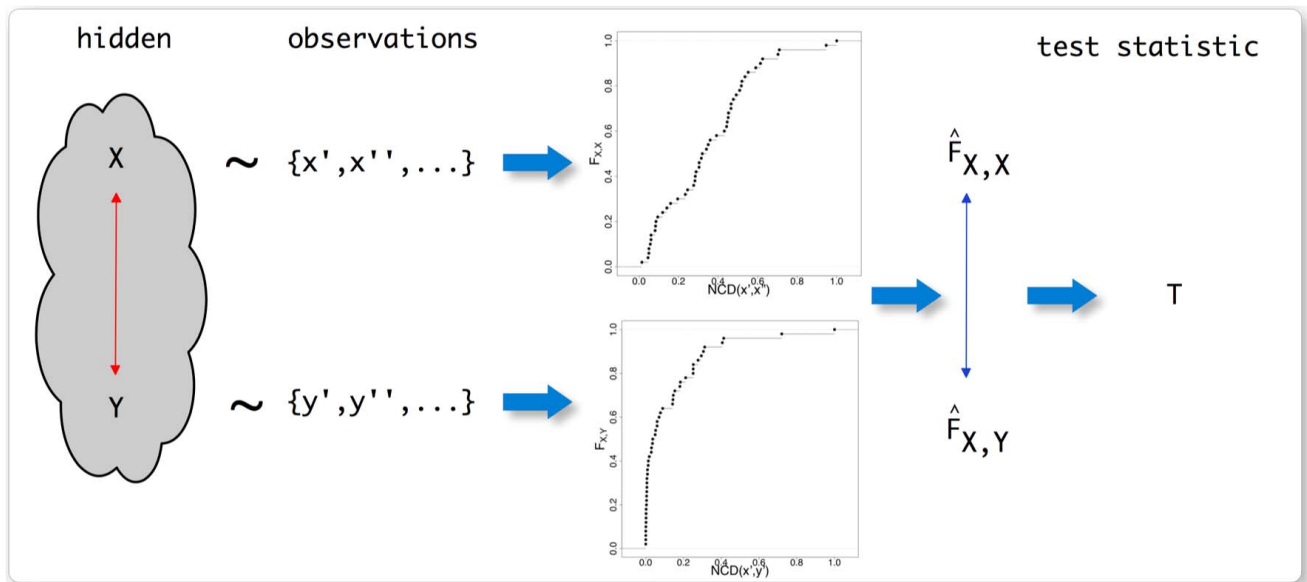 hidden
observations
test statistic
X
~
{x',x'',...}
F̂X,X
Y
~
{y',y'',...}
F̂X,Y
T
FX,X
0.0 0.2 0.4 0.6 0.8 1.0
0.0 0.2 0.4 0.6 0.8 1.0
NCD(x',x'')
FX,Y
0.0 0.2 0.4 0.6 0.8 1.0
0.0 0.2 0.4 0.6 0.8 1.0
NCD(x',y')